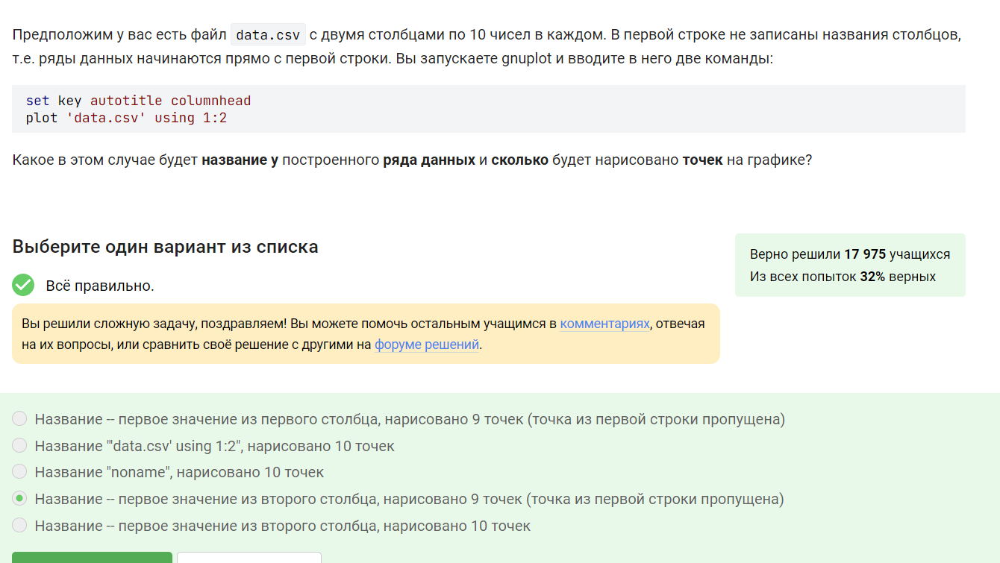 Предположим у вас есть файл data.csv с двумя столбцами по 10 чисел в каждом. В первой строке не записаны названия столбцов,
т.е. ряды данных начинаются прямо с первой строки. Вы запускаете gnuplot и вводите в него две команды:
set key autotitle columnhead
plot 'data.csv' using 1:2
Какое в этом случае будет название у построенного ряда данных и сколько будет нарисовано точек на графике?
Выберите один вариант из списка
Верно решили 17 975 учащихся
Из всех попыток 32% верных
Всё правильно.
Вы решили сложную задачу, поздравляем! Вы можете помочь остальным учащимся в комментариях, отвечая
на их вопросы, или сравнить своё решение с другими на форуме решений.
Название -- первое значение из первого столбца, нарисовано 9 точек (точка из первой строки пропущена)
Название "'data.csv' using 1:2", нарисовано 10 точек
Название "noname", нарисовано 10 точек
Название -- первое значение из второго столбца, нарисовано 9 точек (точка из первой строки пропущена)
Название -- первое значение из второго столбца, нарисовано 10 точек